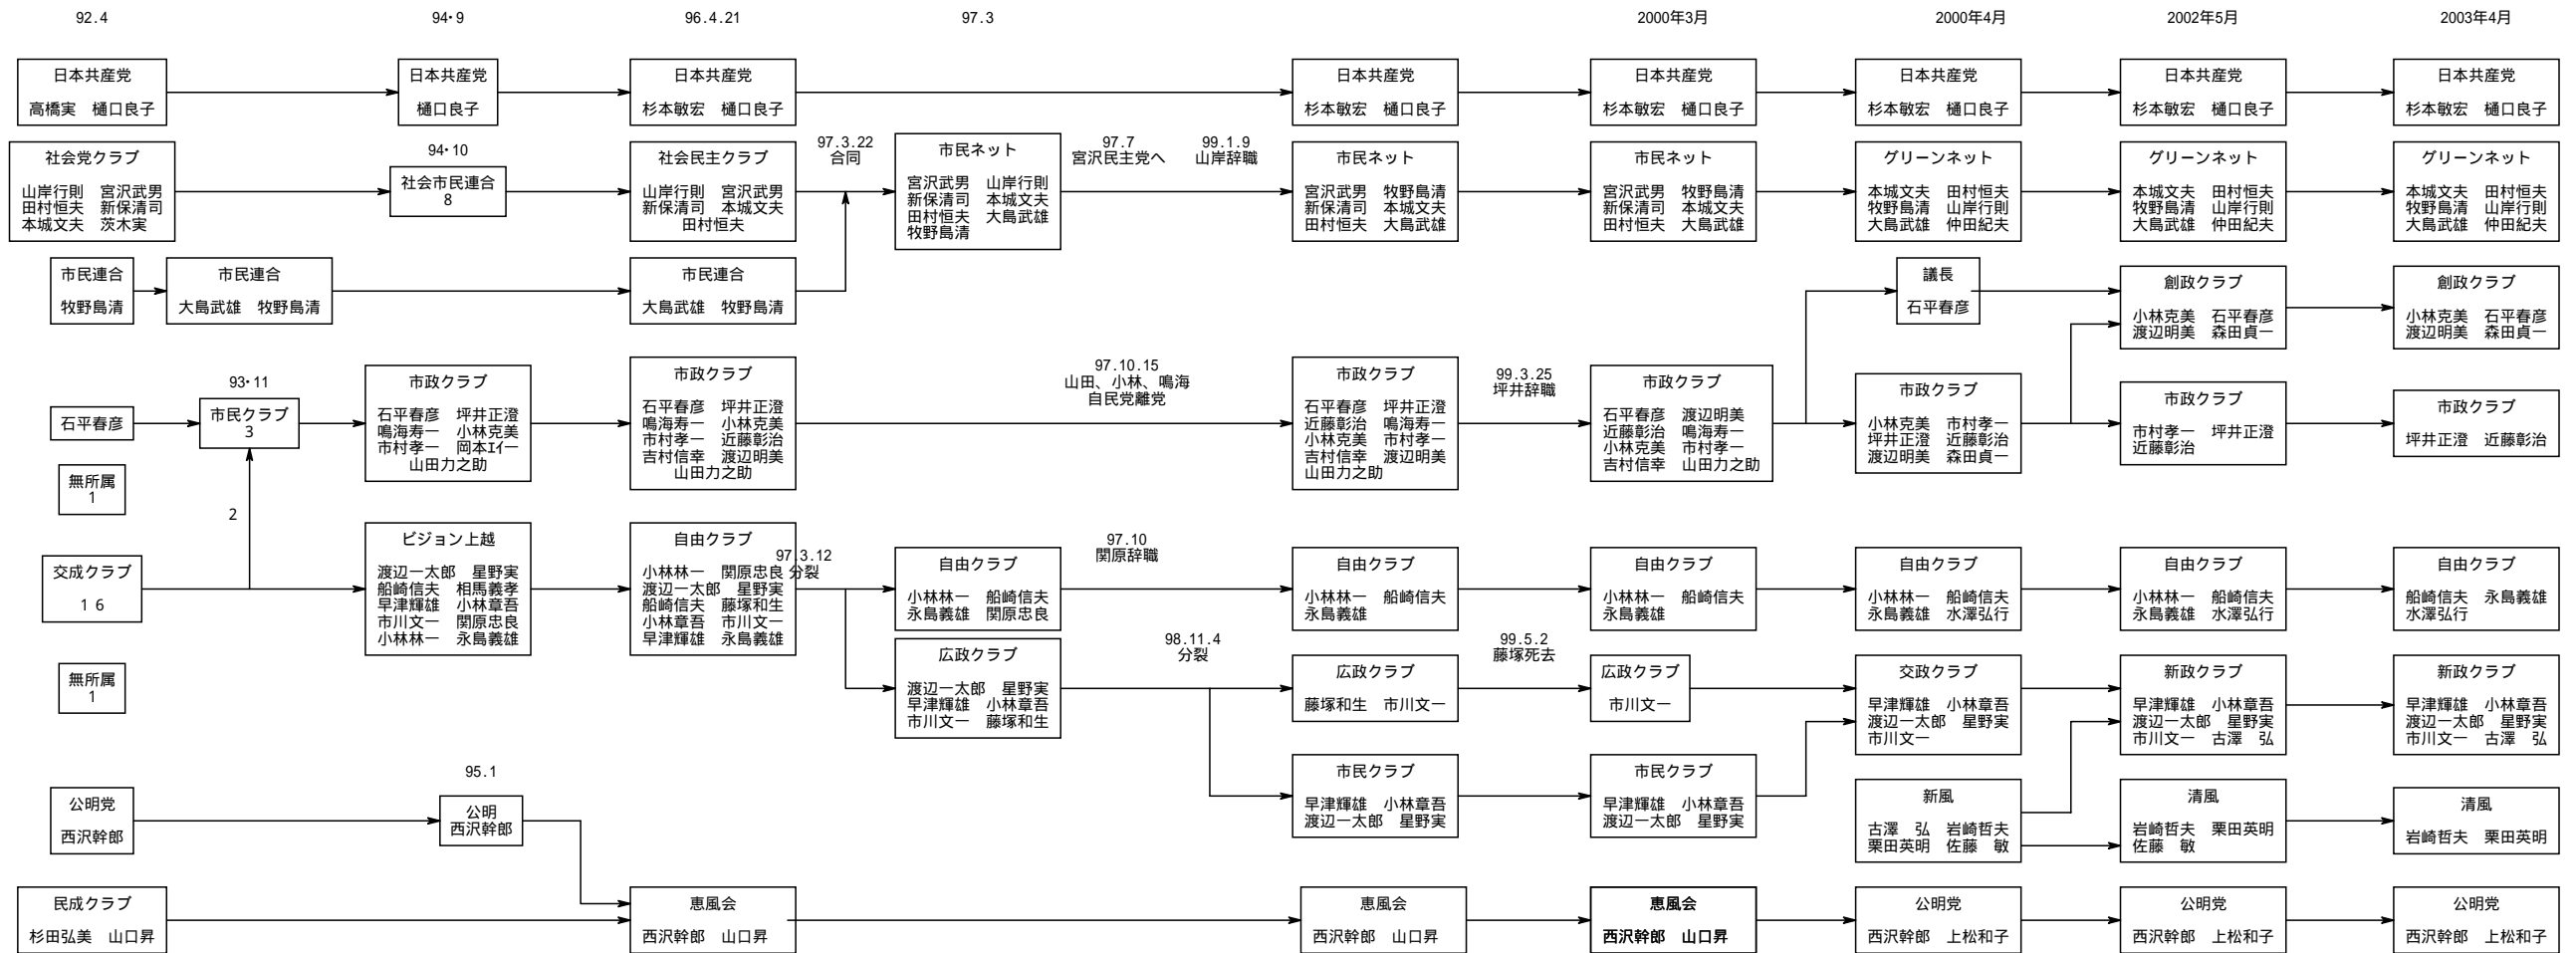 92.4
94・9
96.4.21
97.3
2000年3月
2000年4月
2002年5月
2003年4月
日本共産党
高橋実　樋口良子
日本共産党
樋口良子
日本共産党
杉本敏宏　樋口良子
日本共産党
杉本敏宏　樋口良子
日本共産党
杉本敏宏　樋口良子
日本共産党
杉本敏宏　樋口良子
日本共産党
杉本敏宏　樋口良子
日本共産党
杉本敏宏　樋口良子
社会党クラブ
山岸行則　宮沢武男
田村恒夫　新保清司
本城文夫　茨木実
94・10
社会市民連合
8
社会民主クラブ
山岸行則　宮沢武男
新保清司　本城文夫
田村恒夫
97.3.22
合同
市民ネット
宮沢武男　山岸行則
新保清司　本城文夫
田村恒夫　大島武雄
牧野島清
97.7
宮沢民主党へ
99.1.9
山岸辞職
市民ネット
宮沢武男　牧野島清
新保清司　本城文夫
田村恒夫　大島武雄
市民ネット
宮沢武男　牧野島清
新保清司　本城文夫
田村恒夫　大島武雄
グリーンネット
本城文夫　田村恒夫
牧野島清　山岸行則
大島武雄　仲田紀夫
グリーンネット
本城文夫　田村恒夫
牧野島清　山岸行則
大島武雄　仲田紀夫
グリーンネット
本城文夫　田村恒夫
牧野島清　山岸行則
大島武雄　仲田紀夫
市民連合
牧野島清
市民連合
大島武雄　牧野島清
市民連合
大島武雄　牧野島清
議長
石平春彦
創政クラブ
小林克美　石平春彦
渡辺明美　森田貞一
創政クラブ
小林克美　石平春彦
渡辺明美　森田貞一
石平春彦
93・11
市民クラブ
3
市政クラブ
石平春彦　坪井正澄
鳴海寿一　小林克美
市村孝一　岡本ｴｲ一
山田力之助
市政クラブ
石平春彦　坪井正澄
鳴海寿一　小林克美
市村孝一　近藤彰治
吉村信幸　渡辺明美
山田力之助
97.10.15
山田、小林、鳴海
自民党離党
市政クラブ
石平春彦　坪井正澄
近藤彰治　鳴海寿一
小林克美　市村孝一
吉村信幸　渡辺明美
山田力之助
99.3.25
坪井辞職
市政クラブ
石平春彦　渡辺明美
近藤彰治　鳴海寿一
小林克美　市村孝一
吉村信幸　山田力之助
市政クラブ
小林克美　市村孝一
坪井正澄　近藤彰治
渡辺明美　森田貞一
市政クラブ
市村孝一　坪井正澄
近藤彰治
市政クラブ
坪井正澄　近藤彰治
無所属
1
2
交成クラブ
１６
ビジョン上越
渡辺一太郎　星野実
船崎信夫　相馬義孝
早津輝雄　小林章吾
市川文一　関原忠良
小林林一　永島義雄
自由クラブ
小林林一　関原忠良
渡辺一太郎　星野実
船崎信夫　藤塚和生
小林章吾　市川文一
早津輝雄　永島義雄
97.3.12
分裂
自由クラブ
小林林一　船崎信夫
永島義雄　関原忠良
97.10
関原辞職
自由クラブ
小林林一　船崎信夫
永島義雄
自由クラブ
小林林一　船崎信夫
永島義雄
自由クラブ
小林林一　船崎信夫
永島義雄　水澤弘行
自由クラブ
小林林一　船崎信夫
永島義雄　水澤弘行
自由クラブ
船崎信夫　永島義雄
水澤弘行
無所属
1
広政クラブ
渡辺一太郎　星野実
早津輝雄　小林章吾
市川文一　藤塚和生
98.11.4
分裂
広政クラブ
藤塚和生　市川文一
99.5.2
藤塚死去
広政クラブ
市川文一
交政クラブ
早津輝雄　小林章吾
渡辺一太郎　星野実
市川文一
新政クラブ
早津輝雄　小林章吾
渡辺一太郎　星野実
市川文一　古澤　弘
新政クラブ
早津輝雄　小林章吾
渡辺一太郎　星野実
市川文一　古澤　弘
市民クラブ
早津輝雄　小林章吾
渡辺一太郎　星野実
市民クラブ
早津輝雄　小林章吾
渡辺一太郎　星野実
新風
古澤　弘　岩崎哲夫
栗田英明　佐藤　敏
清風
岩崎哲夫　栗田英明
佐藤　敏
清風
岩崎哲夫　栗田英明
公明党
西沢幹郎
95.1
公明
西沢幹郎
民成クラブ
杉田弘美　山口昇
恵風会
西沢幹郎　山口昇
恵風会
西沢幹郎　山口昇
恵風会
西沢幹郎　山口昇
公明党
西沢幹郎　上松和子
公明党
西沢幹郎　上松和子
公明党
西沢幹郎　上松和子